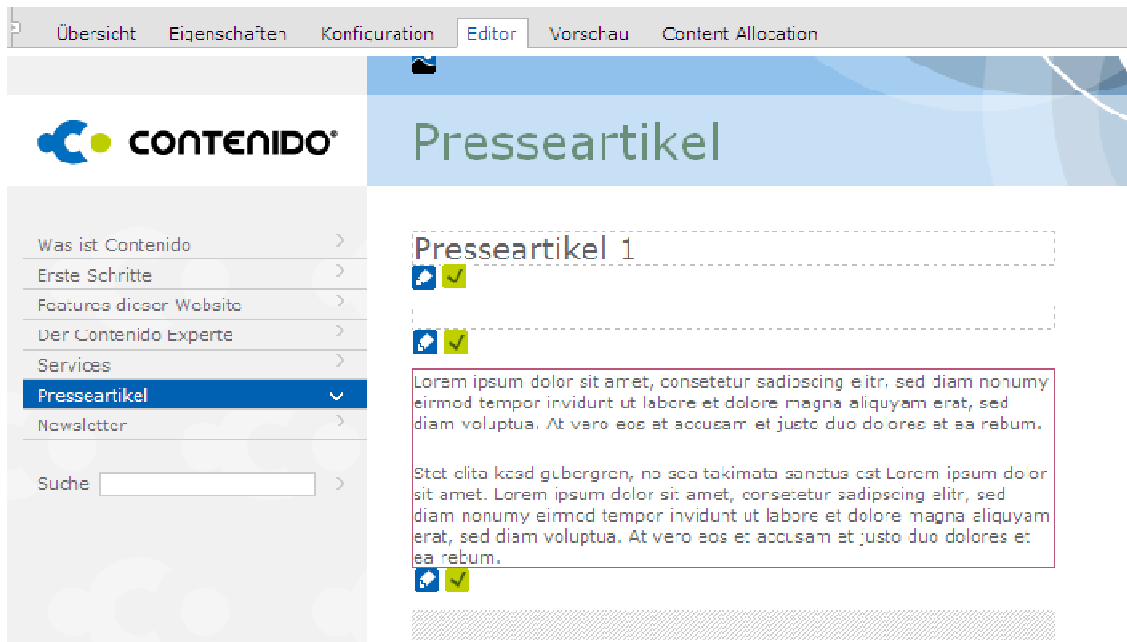 Übersicht Eigenschaften Konfiguration Editor Vorschau Content Allocation
CONTENIDO®
Presseartikel
Was ist Contenido
Erste Schritte
Features dieser Website
Der Contenido Experte
Services
Presseartikel
Newsletter
Suche
Presseartikel 1
Lorem ipsum dolor sit amet, consetetur sadipscing elitr, sed diam nonumy
eirmod tempor invidunt ut labore et dolore magna aliquyam erat, sed
diam voluptua. At vero eos et accusam et justo duo dolores et ea rebum.
Stet clita kasd gubergren, no sea takimata sanctus est Lorem ipsum dolor
sit amet. Lorem ipsum dolor sit amet, consetetur sadipscing elitr, sed
diam nonumy eirmod tempor invidunt ut labore et dolore magna aliquyam
erat, sed diam voluptua. At vero eos et accusam et justo duo dolores et
ea rebum.